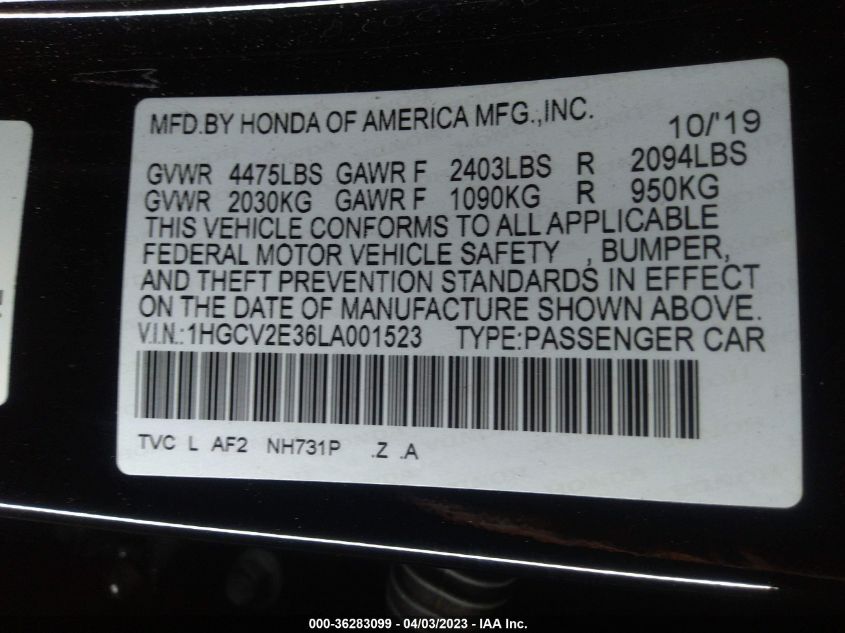 MFD.BY HONDA OF AMERICA MFG.,INC. 10/'19
GVWR 4475LBS GAWR F 2403LBS R 2094LBS
GVWR 2030KG GAWR F 1090KG R 950KG
THIS VEHICLE CONFORMS TO ALL APPLICABLE
FEDERAL MOTOR VEHICLE SAFETY , BUMPER,
AND THEFT PREVENTION STANDARDS IN EFFECT
ON THE DATE OF MANUFACTURE SHOWN ABOVE.
V.I.N.:1HGCV2E36LA001523 TYPE:PASSENGER CAR
TVC L AF2 NH731P .Z .A
000-36283099 - 04/03/2023 - IAA Inc.